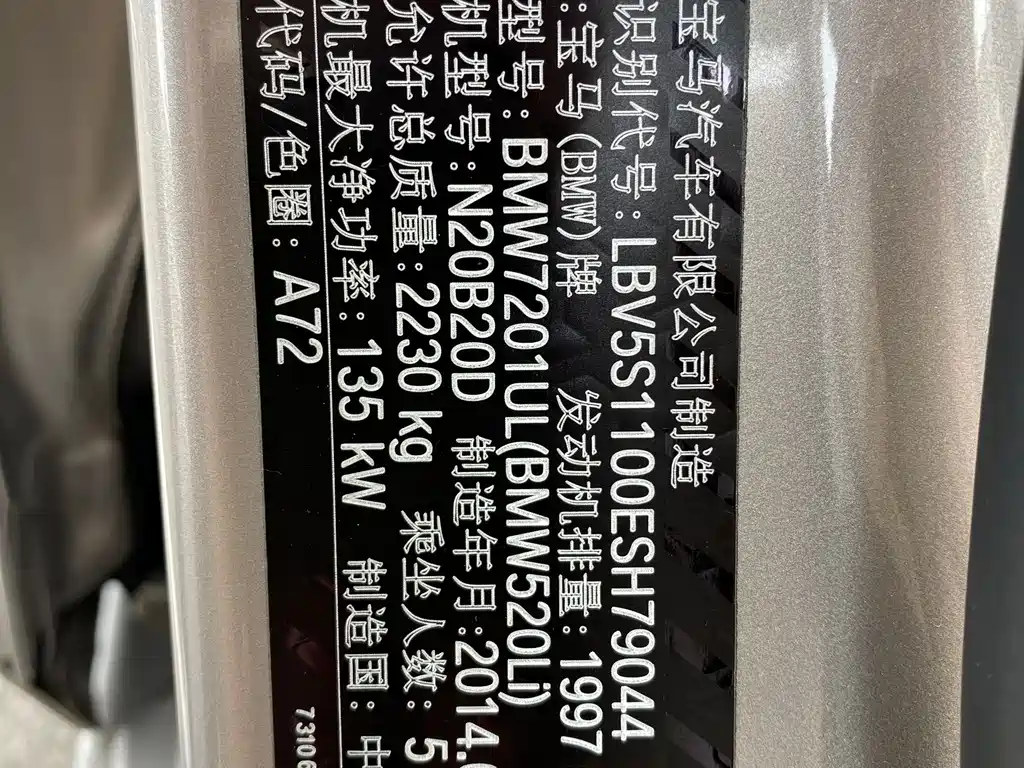 宝马汽车有限公司制造
识别代号:LBV5S1100ESH79044
:宝马(BMW)牌 发动机排量:1997
型号:BMW7201UL(BMW520Li)
机型号:N20B20D 制造年月:2014.
允许总质量:2230 kg 乘坐人数:5
机最大净功率:135 kW 制造国:中
代码/色圈:A72
7310